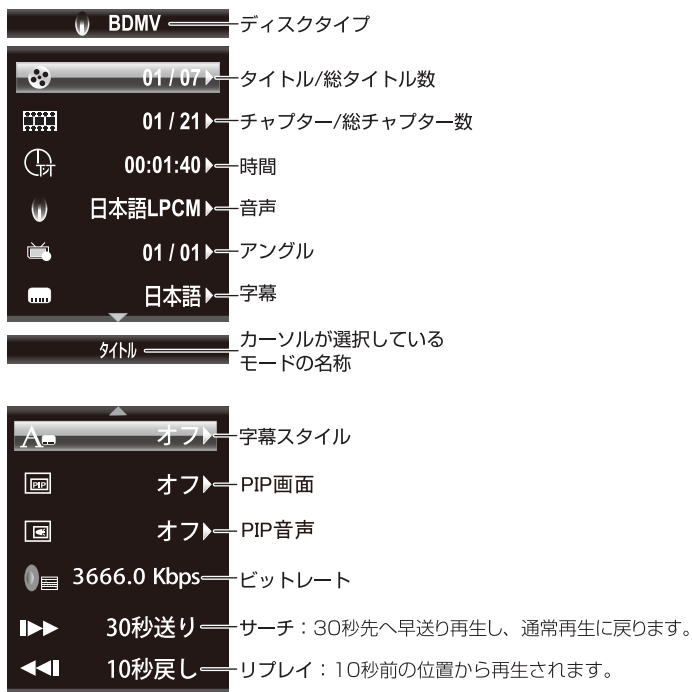 BDMV ディスクタイプ
01 / 07 タイトル/総タイトル数
01 / 21 チャプター/総チャプター数
00:01:40 時間
日本語LPCM 音声
01 / 01 アングル
日本語 字幕
タイトル カーソルが選択している
モードの名称
A オフ 字幕スタイル
PIP オフ PIP画面
オフ PIP音声
3666.0 Kbps ビットレート
30秒送り サーチ：30秒先へ早送り再生し、通常再生に戻ります。
10秒戻し リプレイ：10秒前の位置から再生されます。